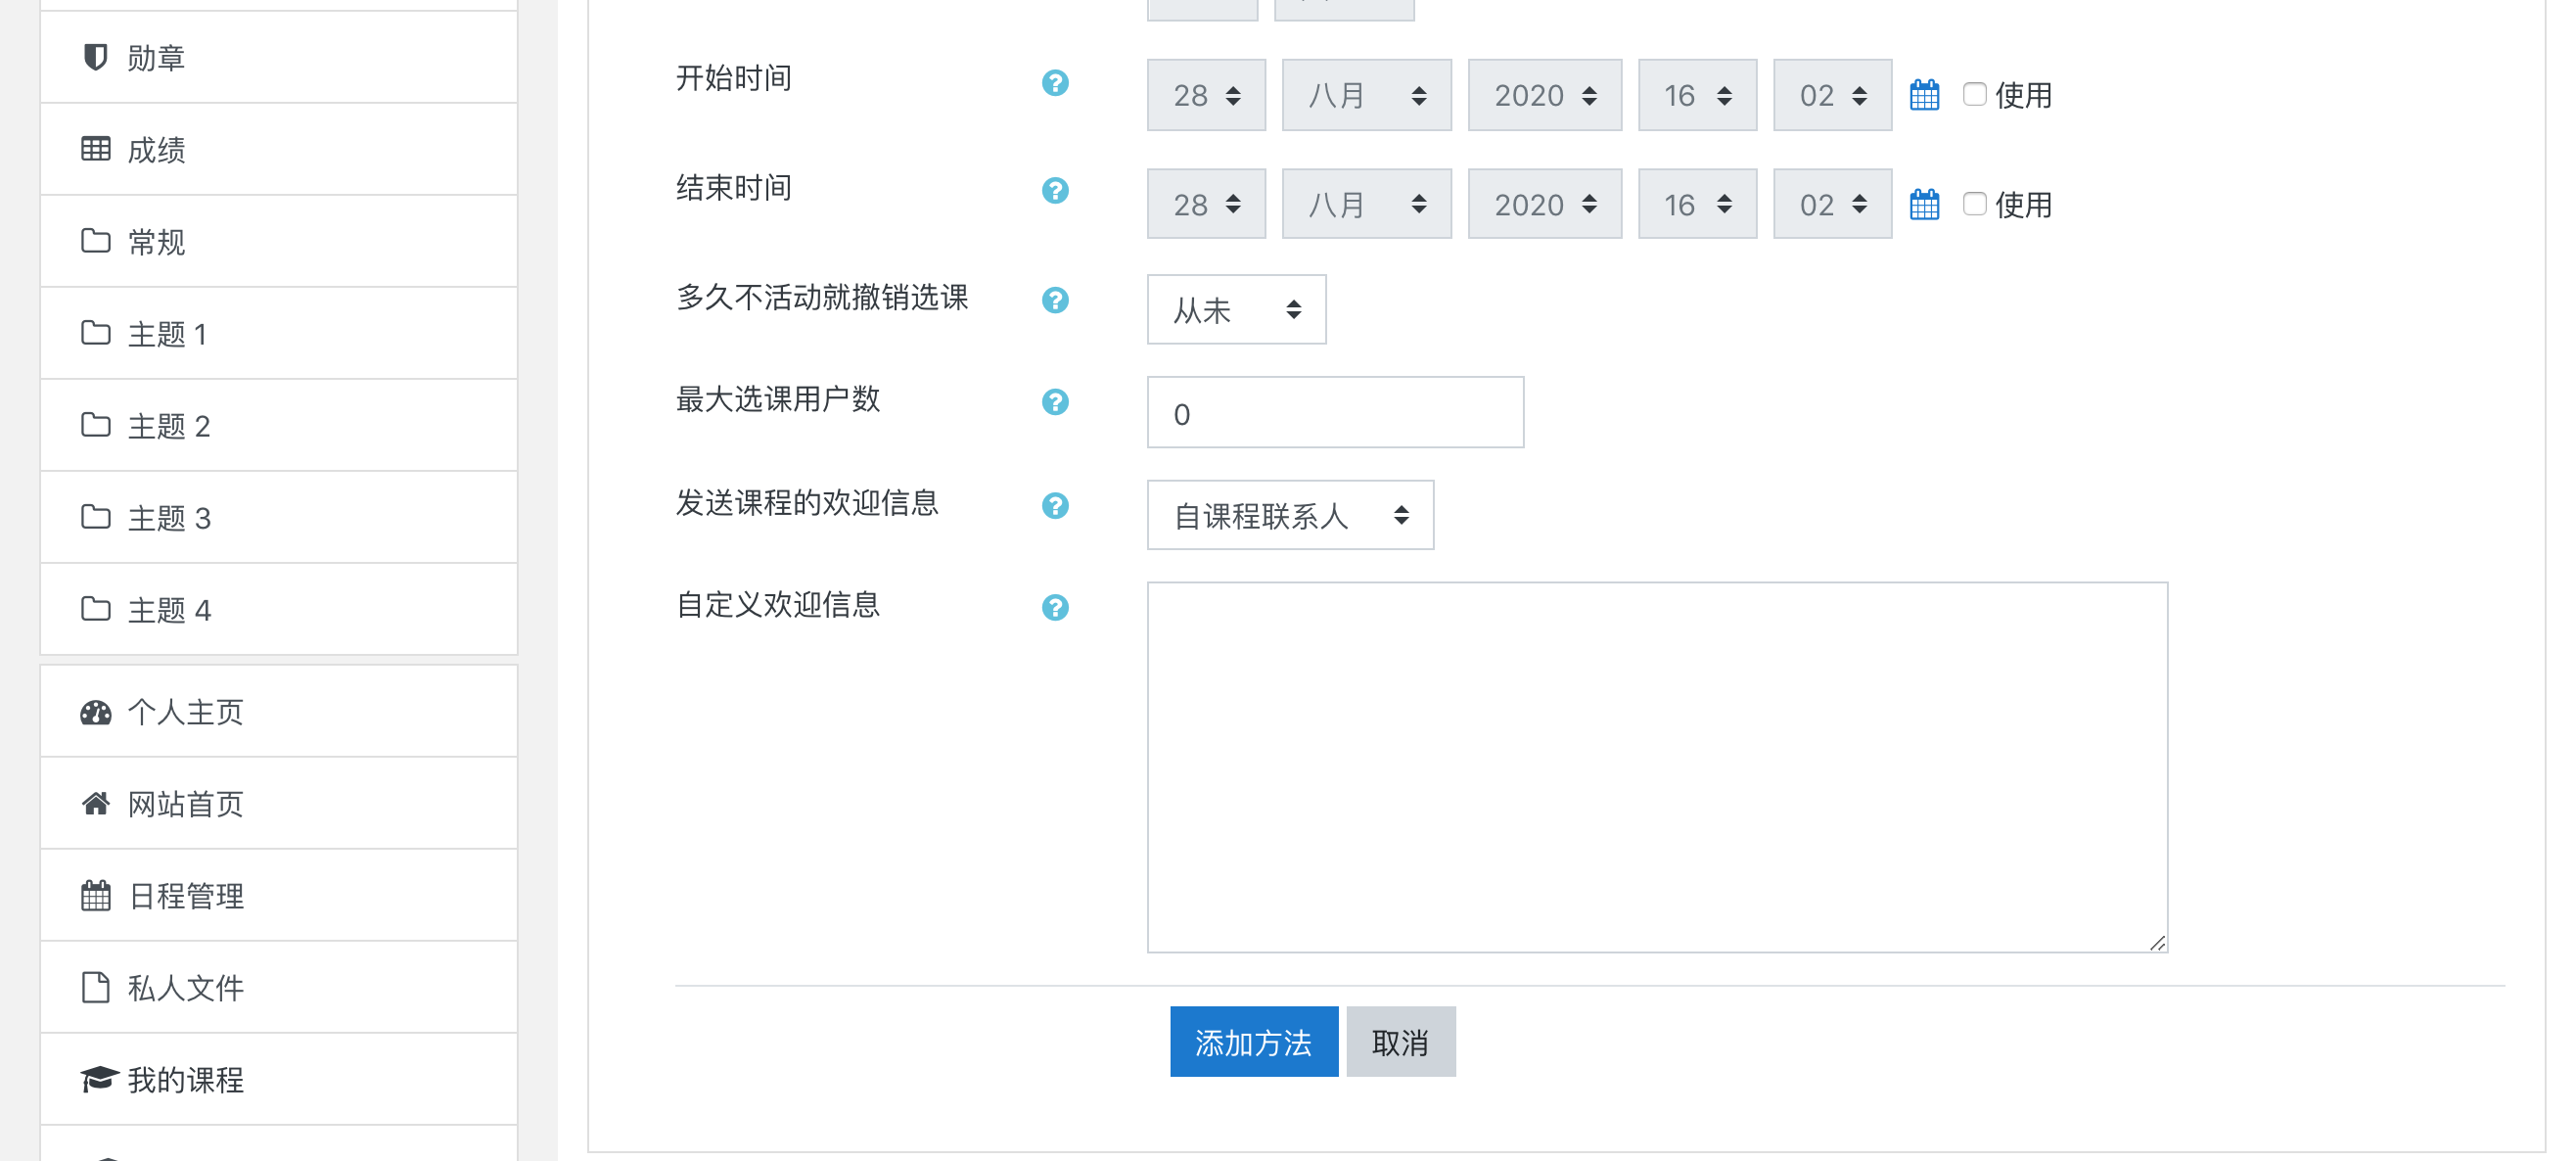 勋章
成绩
常规
主题 1
主题 2
主题 3
主题 4
个人主页
网站首页
日程管理
私人文件
我的课程
开始时间
28 八月 2020 16 02 使用
结束时间
28 八月 2020 16 02 使用
多久不活动就撤销选课
从未
最大选课用户数
0
发送课程的欢迎信息
自课程联系人
自定义欢迎信息
添加方法 取消